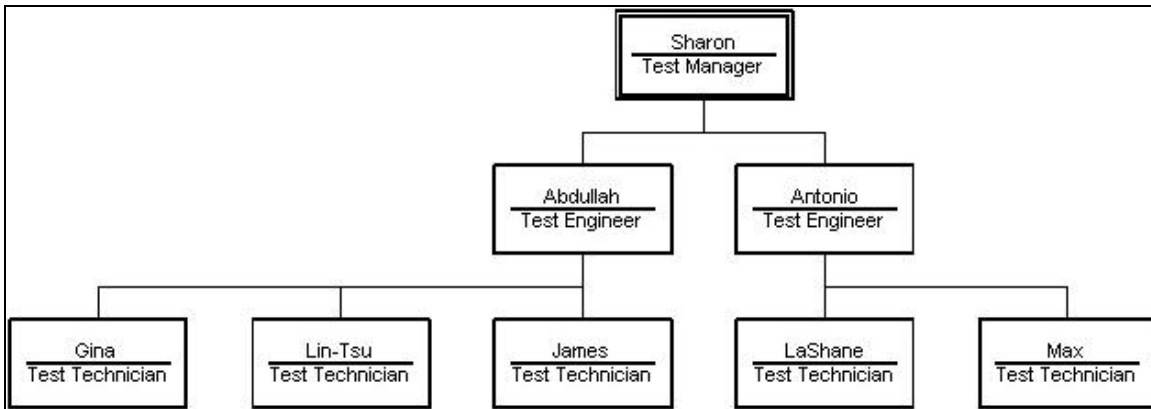 Sharon
Test Manager
Abdullah
Test Engineer
Antonio
Test Engineer
Gina
Test Technician
Lin-Tsu
Test Technician
James
Test Technician
LaShane
Test Technician
Max
Test Technician